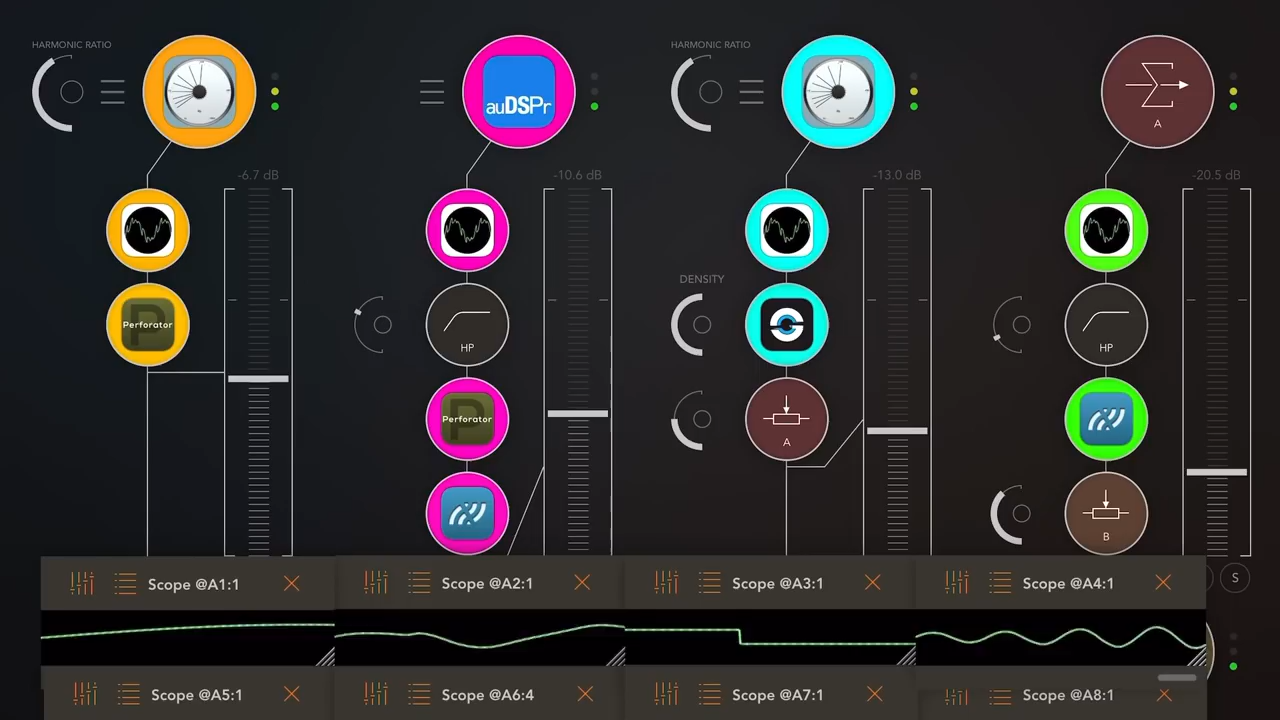 HARMONIC RATIO
auDSPr
HARMONIC RATIO
A
-6.7 dB
-10.6 dB
-13.0 dB
-20.5 dB
DENSITY
Perforator
HP
HP
Perforator
A
B
S
Scope @A1:1
Scope @A2:1
Scope @A3:1
Scope @A4:1
Scope @A5:1
Scope @A6:4
Scope @A7:1
Scope @A8:1